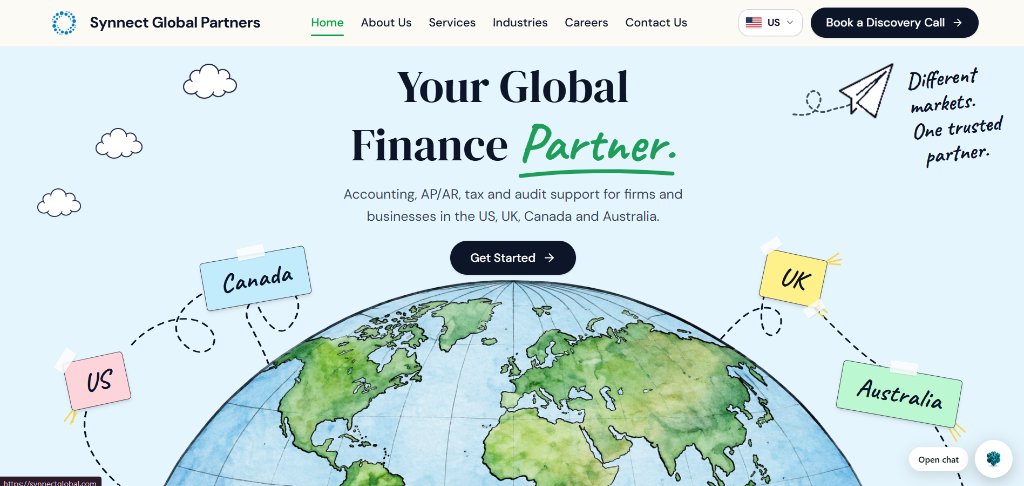 Synnect Global Partners
Home
About Us
Services
Industries
Careers
Contact Us
US
Book a Discovery Call
Your Global
Finance Partner.
Accounting, AP/AR, tax and audit support for firms and
businesses in the US, UK, Canada and Australia.
Get Started
Different
markets.
One trusted
partner.
Canada
UK
US
Australia
Open chat
https://synnectglobal.com